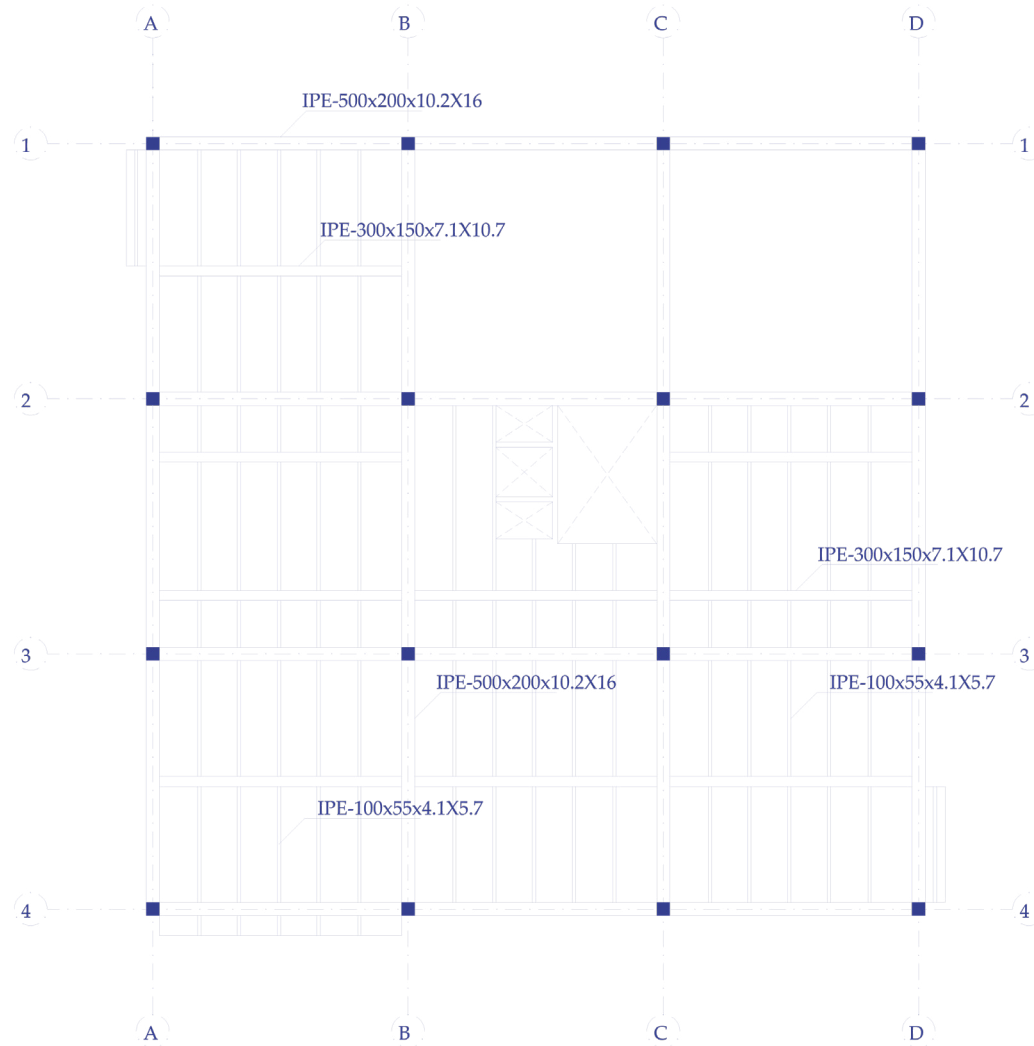 A B C D
IPE-500x200x10.2X16
1 1
IPE-300x150x7.1X10.7
2 2
IPE-300x150x7.1X10.7
3 3
IPE-500x200x10.2X16 IPE-100x55x4.1X5.7
IPE-100x55x4.1X5.7
4 4
A B C D